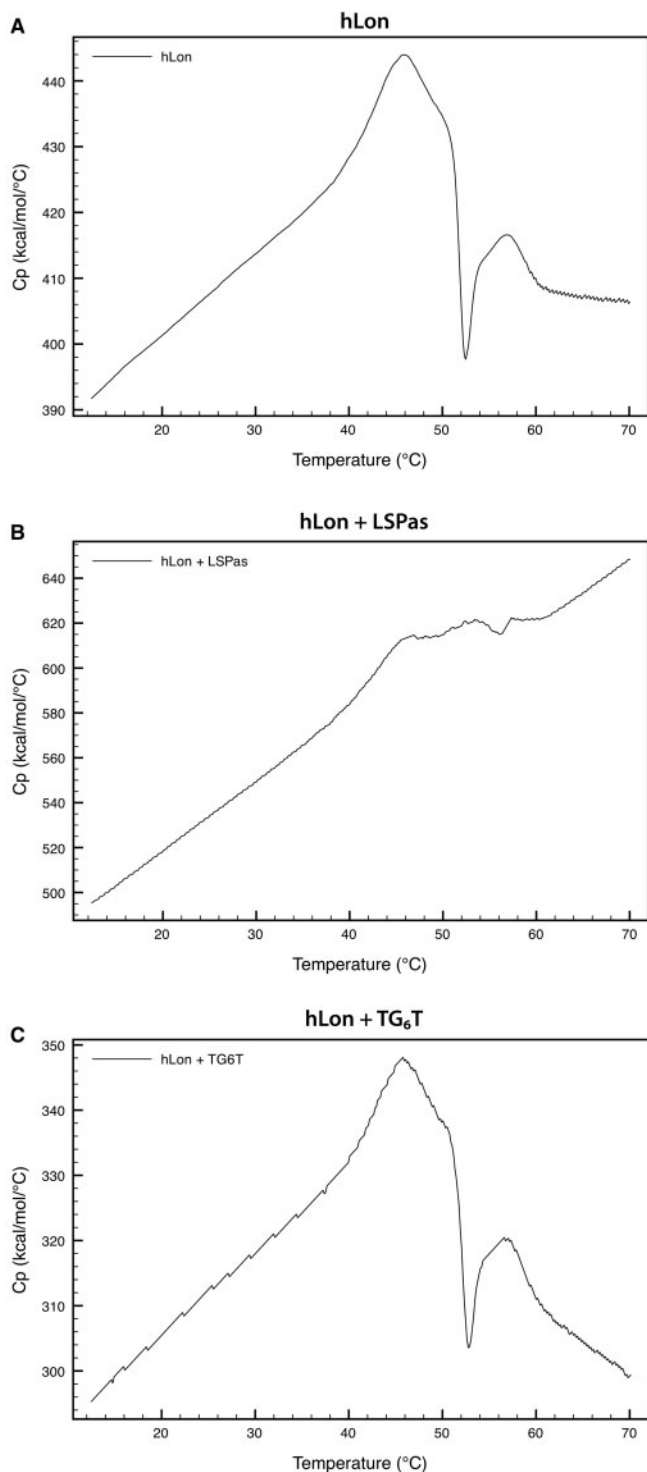 A
hLon
hLon
440
430
420
410
400
390
Cp (kcal/mol/°C)
20 30 40 50 60 70
Temperature (°C)
B
hLon + LSPas
hLon + LSPas
640
620
600
580
560
540
520
500
Cp (kcal/mol/°C)
20 30 40 50 60 70
Temperature (°C)
C
hLon + TG₆T
hLon + TG6T
350
340
330
320
310
300
Cp (kcal/mol/°C)
20 30 40 50 60 70
Temperature (°C)